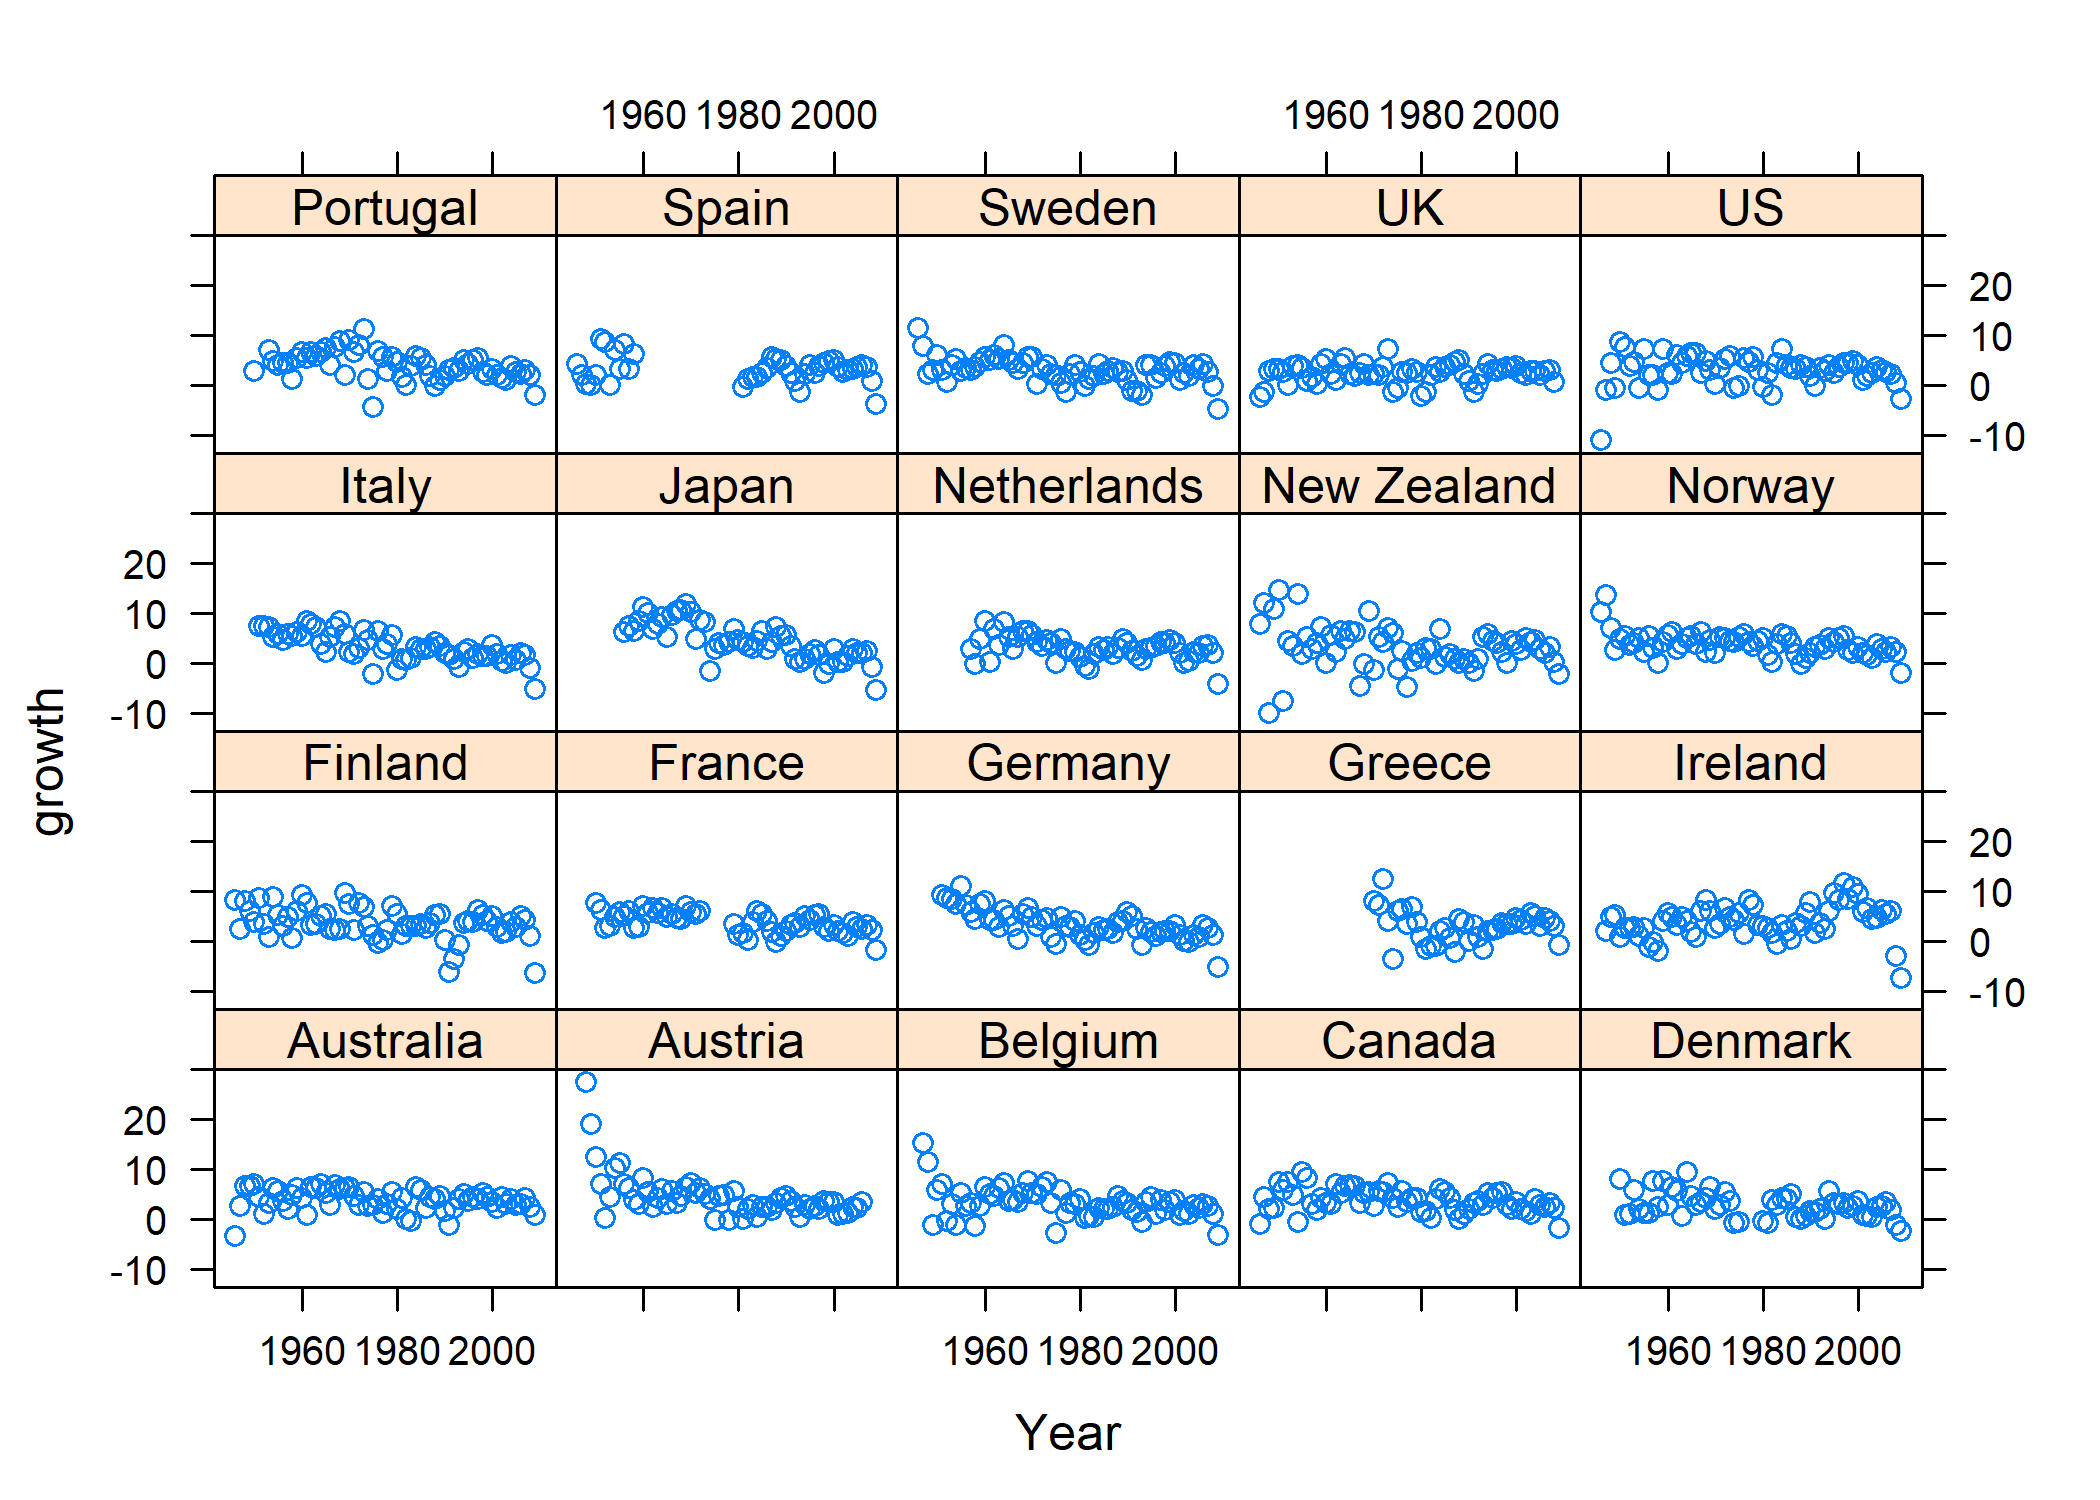 1960 1980 2000 1960 1980 2000
Portugal Spain Sweden UK US
20
10
0
-10
Italy Japan Netherlands New Zealand Norway
20
10
0
-10
growth
Finland France Germany Greece Ireland
20
10
0
-10
Australia Austria Belgium Canada Denmark
20
10
0
-10
1960 1980 2000 1960 1980 2000 1960 1980 2000
Year